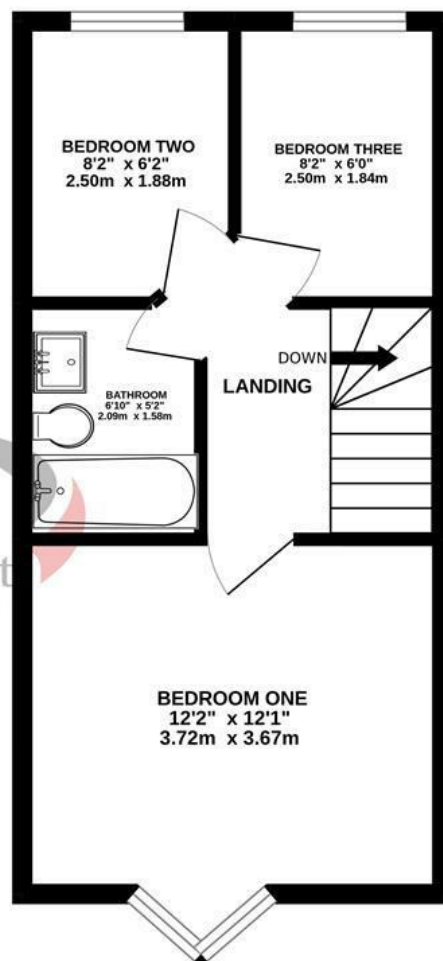 BEDROOM TWO
8'2" x 6'2"
2.50m x 1.88m
BEDROOM THREE
8'2" x 6'0"
2.50m x 1.84m
DOWN
LANDING
BATHROOM
6'10" x 5'2"
2.09m x 1.58m
BEDROOM ONE
12'2" x 12'1"
3.72m x 3.67m